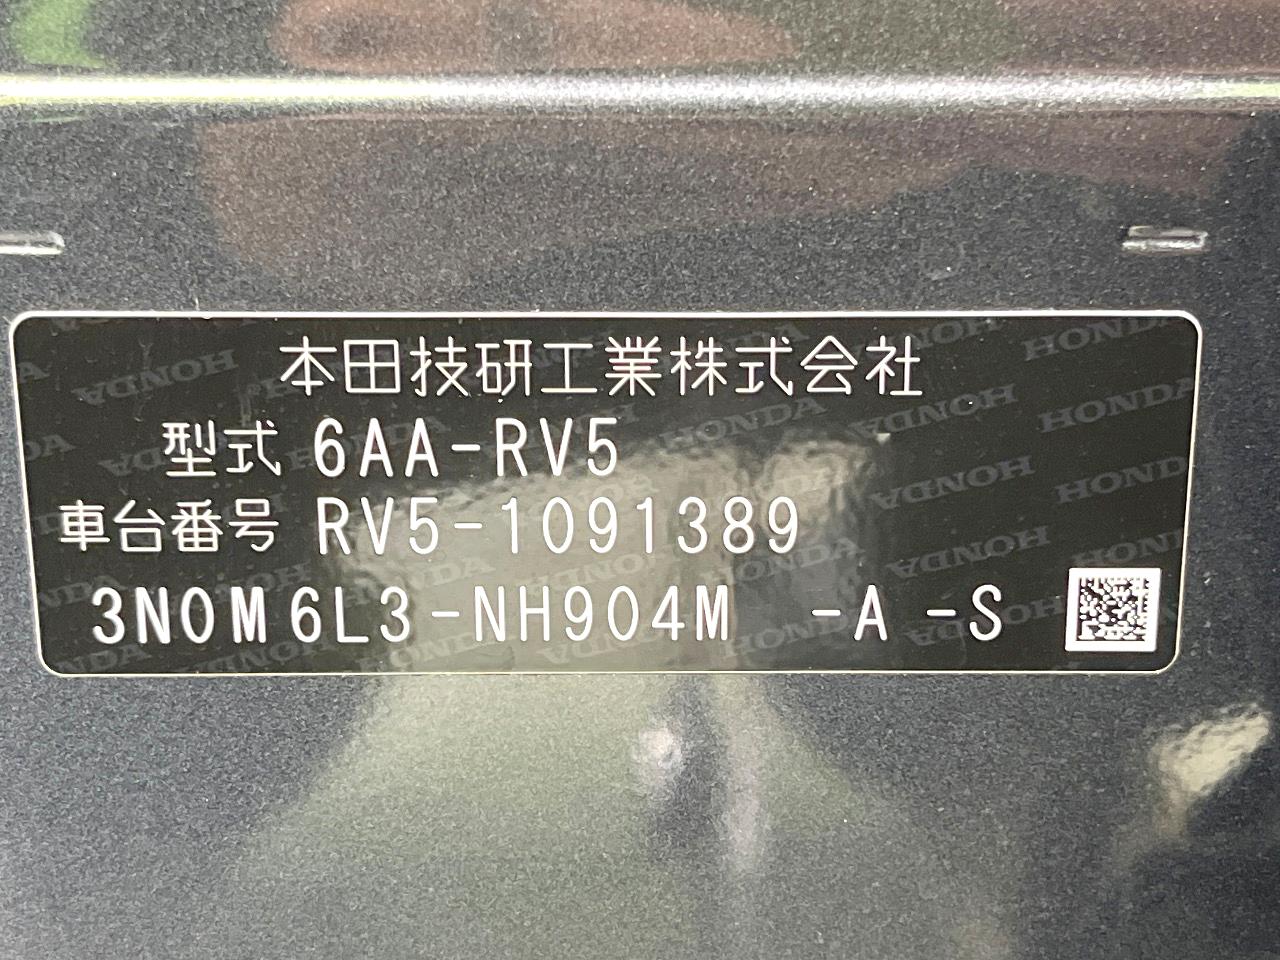 本田技研工業株式会社
型式 6AA-RV5
車台番号 RV5-1091389
3N0M6L3-NH904M -A -S